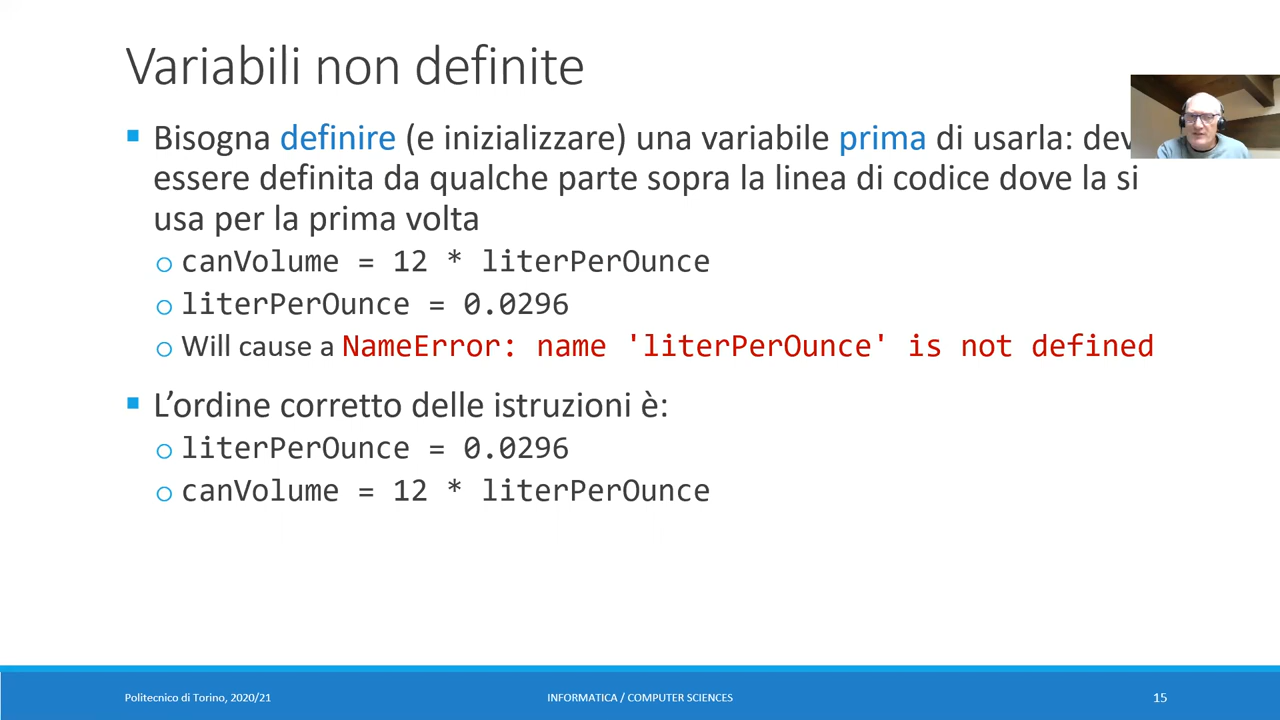 Variabili non definite
Bisogna definire (e inizializzare) una variabile prima di usarla:
essere definita da qualche parte sopra la linea di codice dove la si
usa per la prima volta
canVolume = 12 * literPerOunce
literPerOunce = 0.0296
Will cause a NameError: name 'literPerOunce' is not defined
L’ordine corretto delle istruzioni è:
literPerOunce = 0.0296
canVolume = 12 * literPerOunce
Politecnico di Torino, 2020/21
INFORMATICA / COMPUTER SCIENCES
15